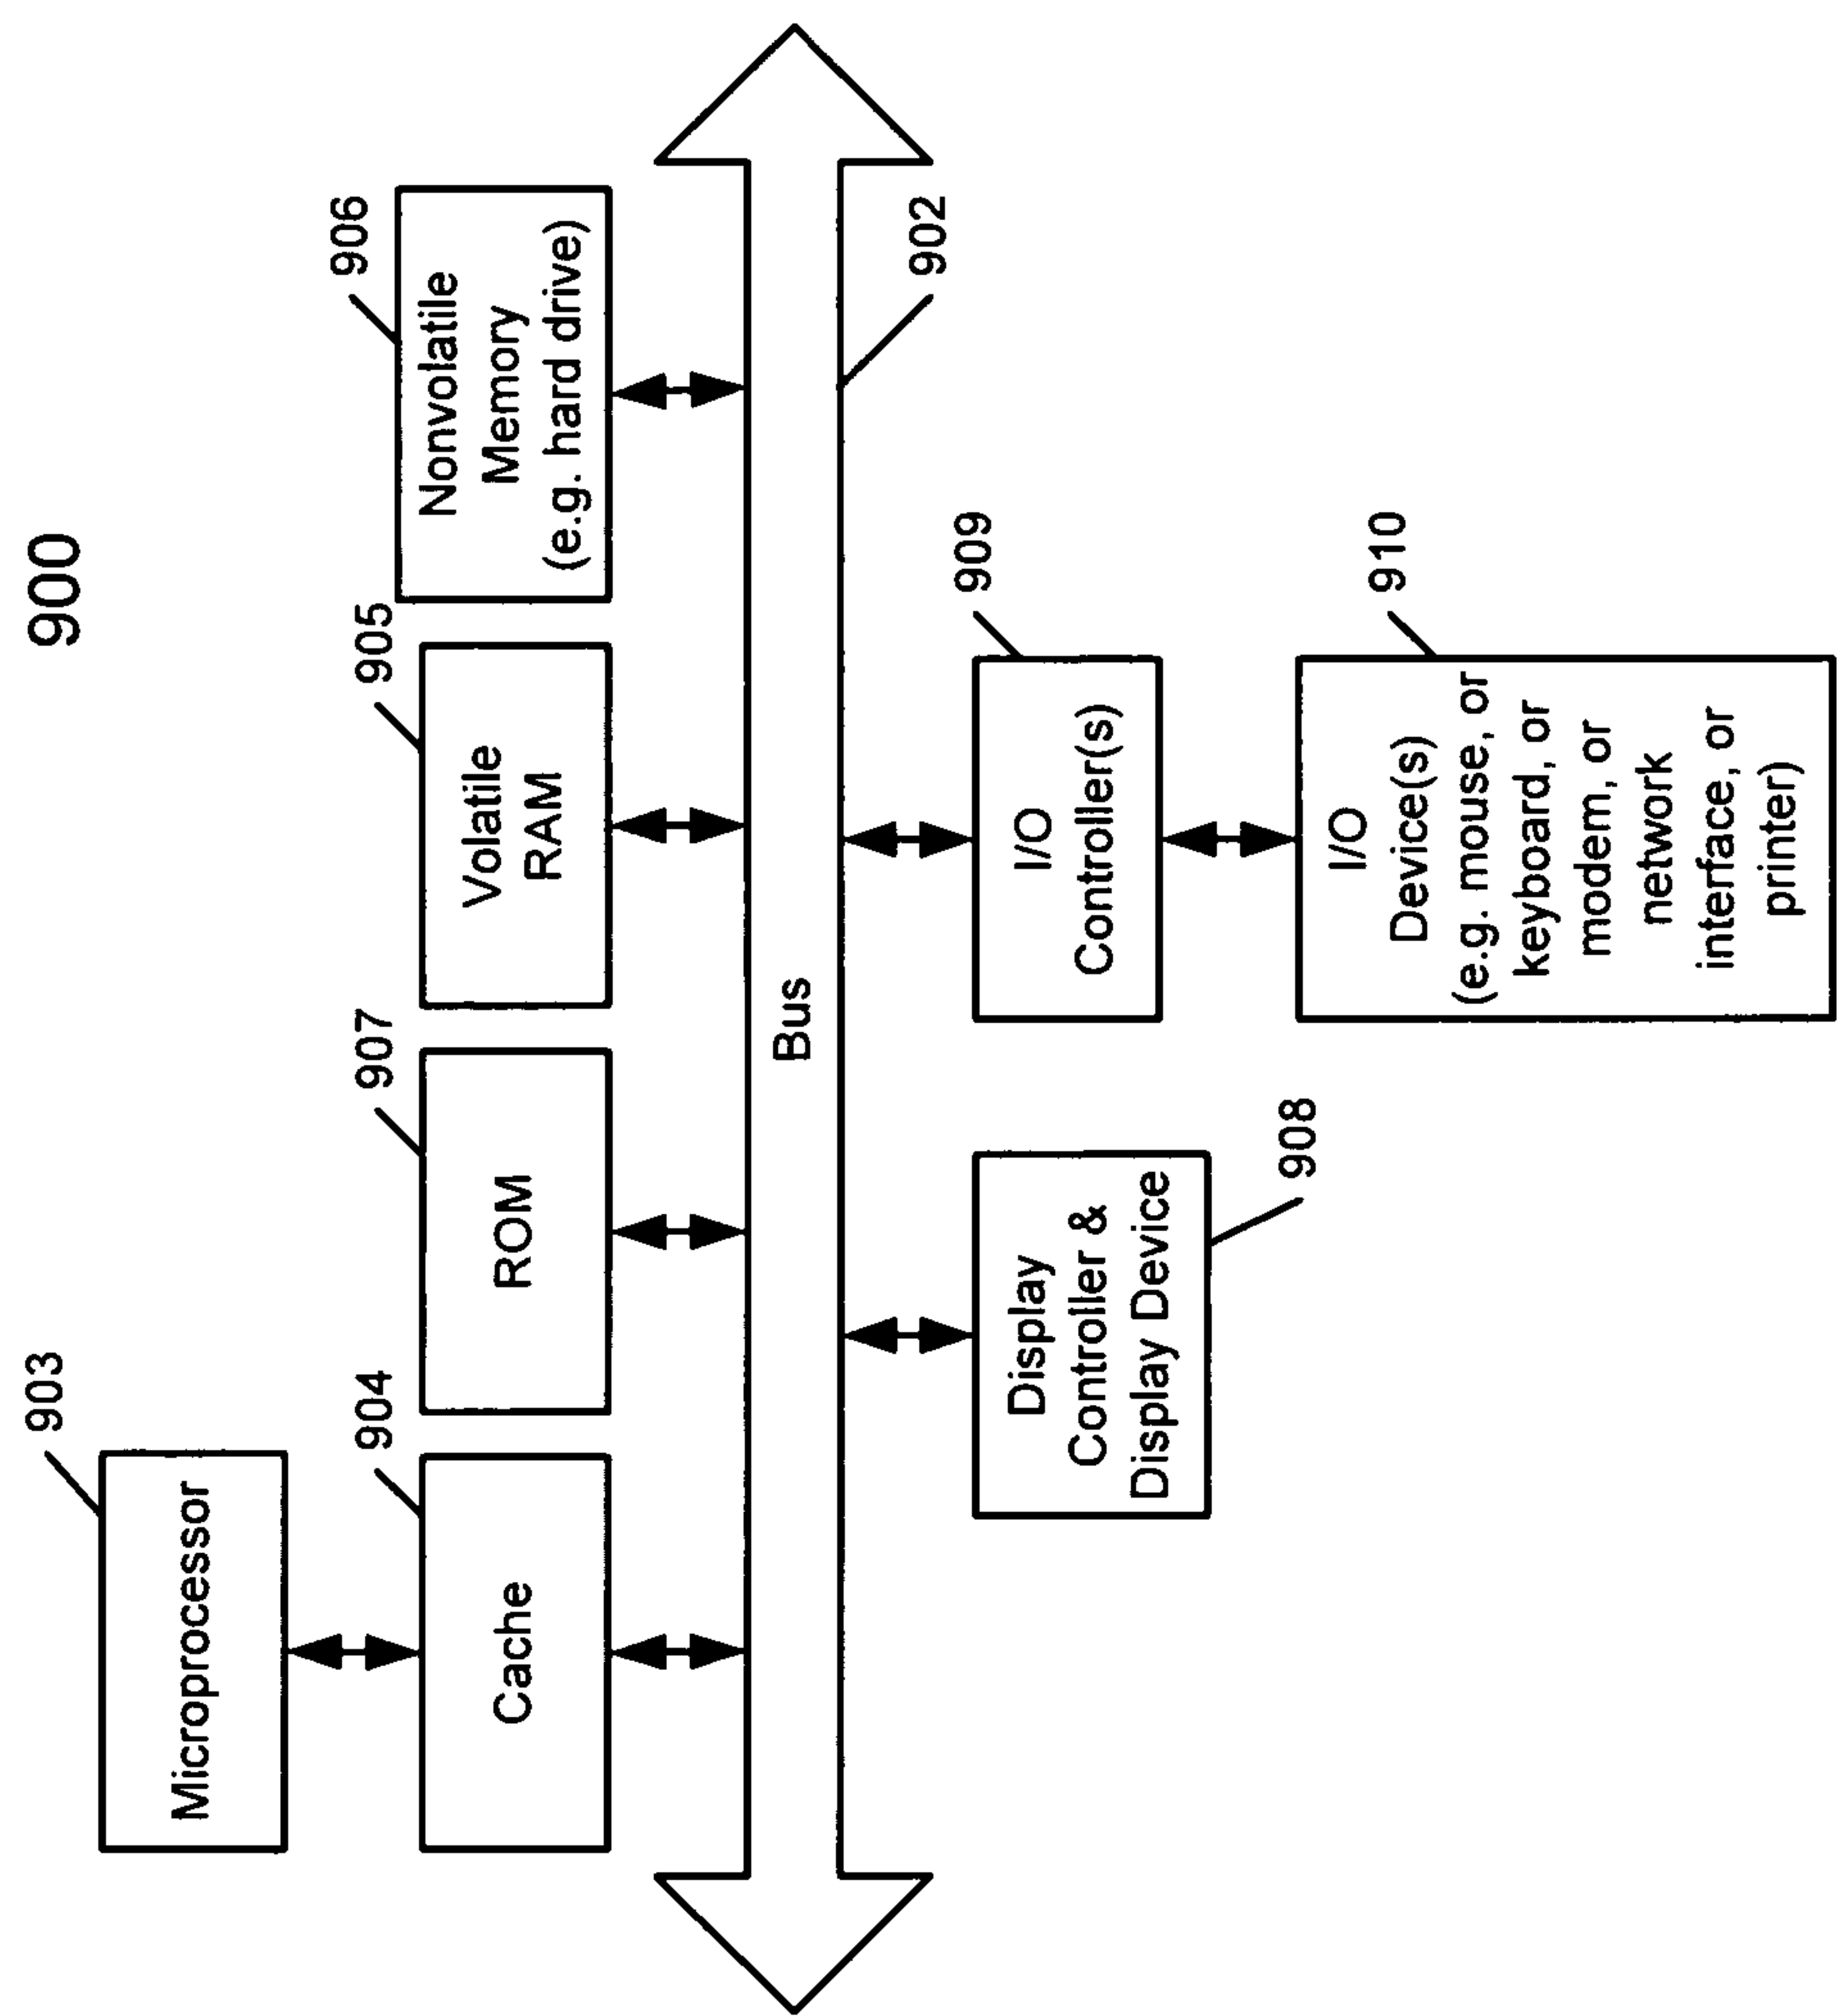 900
903
Microprocessor
904
Cache
907
ROM
905
Volatile
RAM
906
Nonvolatile
Memory
(e.g. hard drive)
Bus
902
908
Display
Controller &
Display Device
909
I/O
Controller(s)
910
I/O
Device(s)
(e.g. mouse, or
keyboard, or
modem, or
network
interface, or
printer)